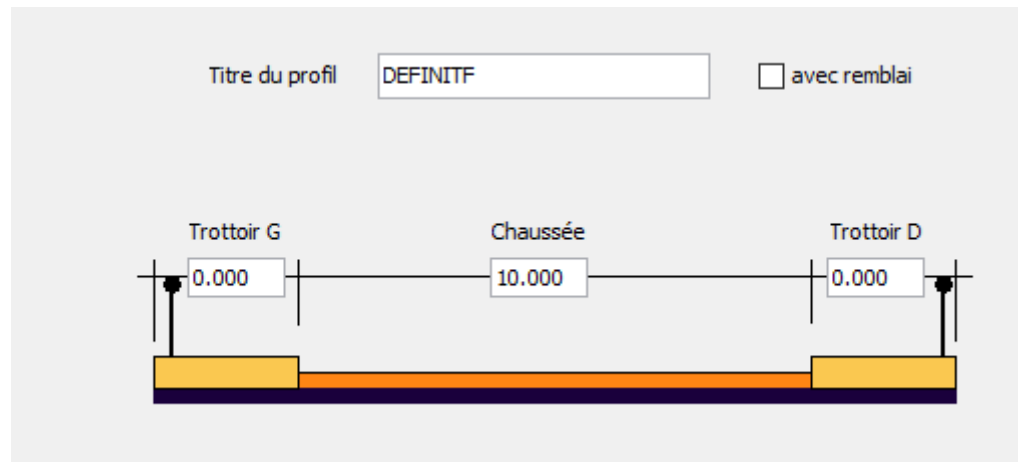 Titre du profil DEFINITF avec remblai
Trottoir G Chaussée Trottoir D
0.000 10.000 0.000